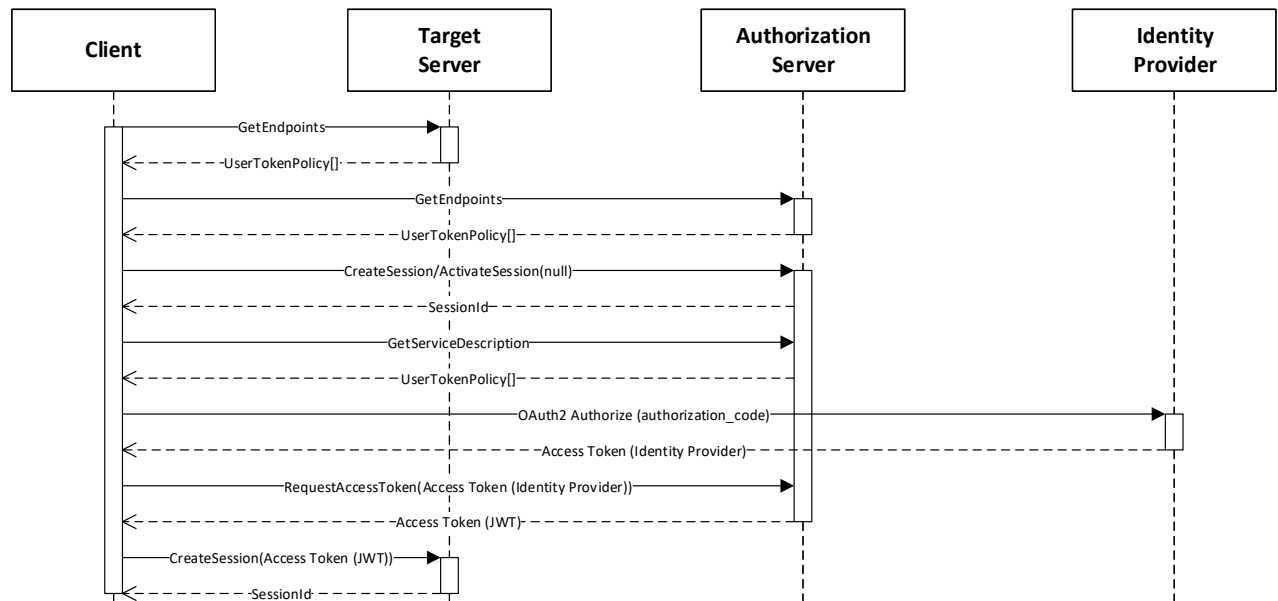 Client
Target
Server
Authorization
Server
Identity
Provider
GetEndpoints
UserTokenPolicy[]
GetEndpoints
UserTokenPolicy[]
CreateSession/ActivateSession(null)
SessionId
GetServiceDescription
UserTokenPolicy[]
OAuth2 Authorize (authorization_code)
Access Token (Identity Provider)
RequestAccessToken(Access Token (Identity Provider))
Access Token (JWT)
CreateSession(Access Token (JWT))
SessionId